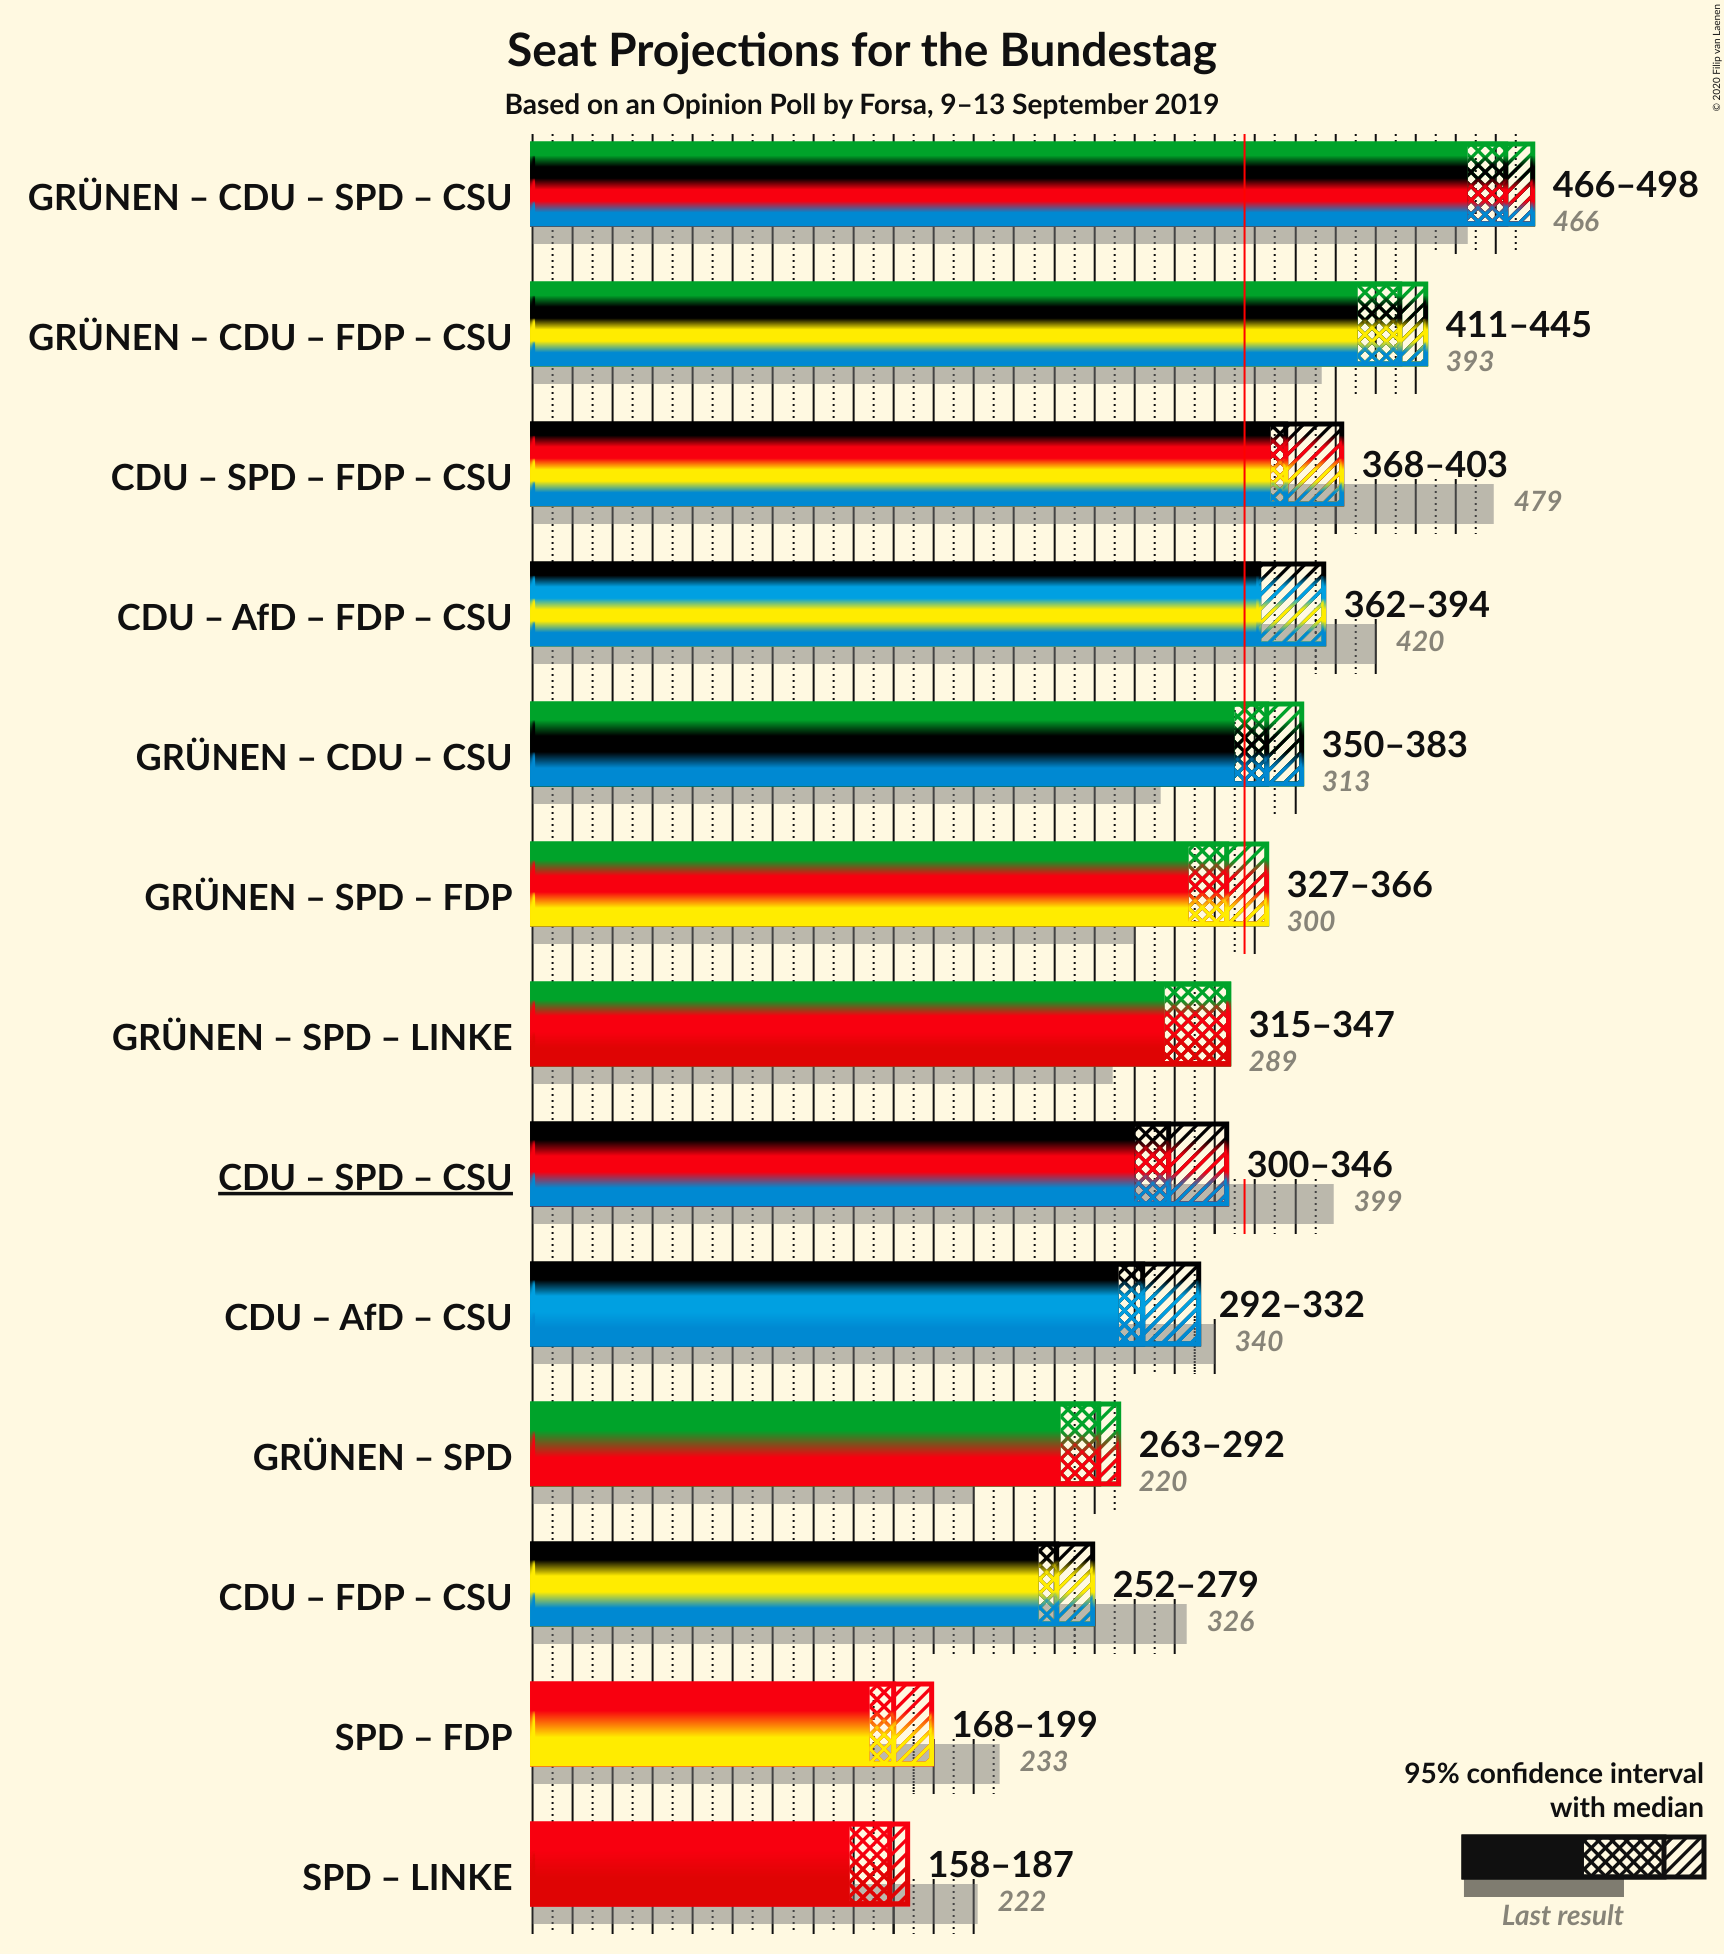 © 2020 Filip van Laenen
Seat Projections for the Bundestag
Based on an Opinion Poll by Forsa, 9–13 September 2019
GRÜNEN – CDU – SPD – CSU
466–498
466
GRÜNEN – CDU – FDP – CSU
411–445
393
CDU – SPD – FDP – CSU
368–403
479
CDU – AfD – FDP – CSU
362–394
420
GRÜNEN – CDU – CSU
350–383
313
GRÜNEN – SPD – FDP
327–366
300
GRÜNEN – SPD – LINKE
315–347
289
CDU – SPD – CSU
300–346
399
CDU – AfD – CSU
292–332
340
GRÜNEN – SPD
263–292
220
CDU – FDP – CSU
252–279
326
SPD – FDP
168–199
233
SPD – LINKE
158–187
222
95% confidence interval
with median
Last result